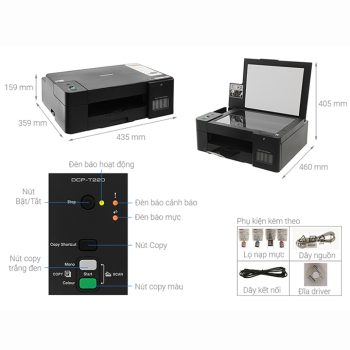 159 mm
359 mm
435 mm
405 mm
460 mm
Đèn báo hoạt động
DCP-T220
Nút
Bật/Tắt
Stop
Đèn báo cảnh báo
Đèn báo mực
Copy Shortcut
Nút Copy
Nút copy
trắng đen
Mono
COPY
Start
SCAN
Colour
Nút copy màu
Phụ kiện kèm theo
Lọ nạp mực
Dây nguồn
Dây kết nối
Đĩa driver